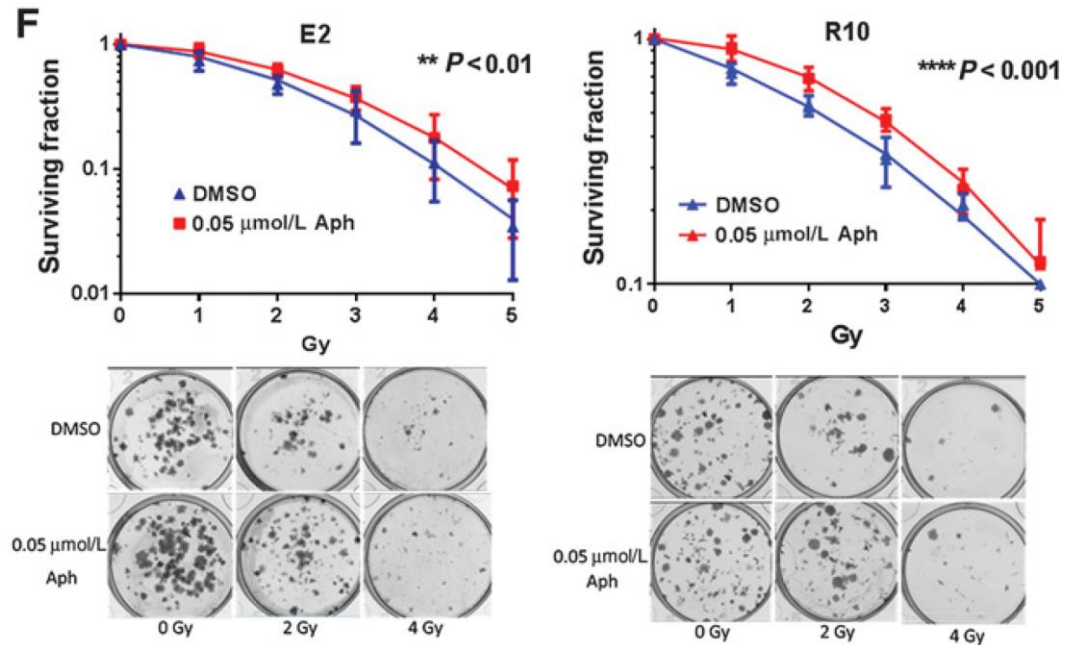 F
E2
** P < 0.01
Surviving fraction
1
0.1
0.01
DMSO
0.05 μmol/L Aph
0 1 2 3 4 5
Gy
R10
**** P < 0.001
Surviving fraction
1
0.1
DMSO
0.05 μmol/L Aph
0 1 2 3 4 5
Gy
DMSO
0.05 μmol/L
Aph
0 Gy 2 Gy 4 Gy
DMSO
0.05 μmol/L
Aph
0 Gy 2 Gy 4 Gy